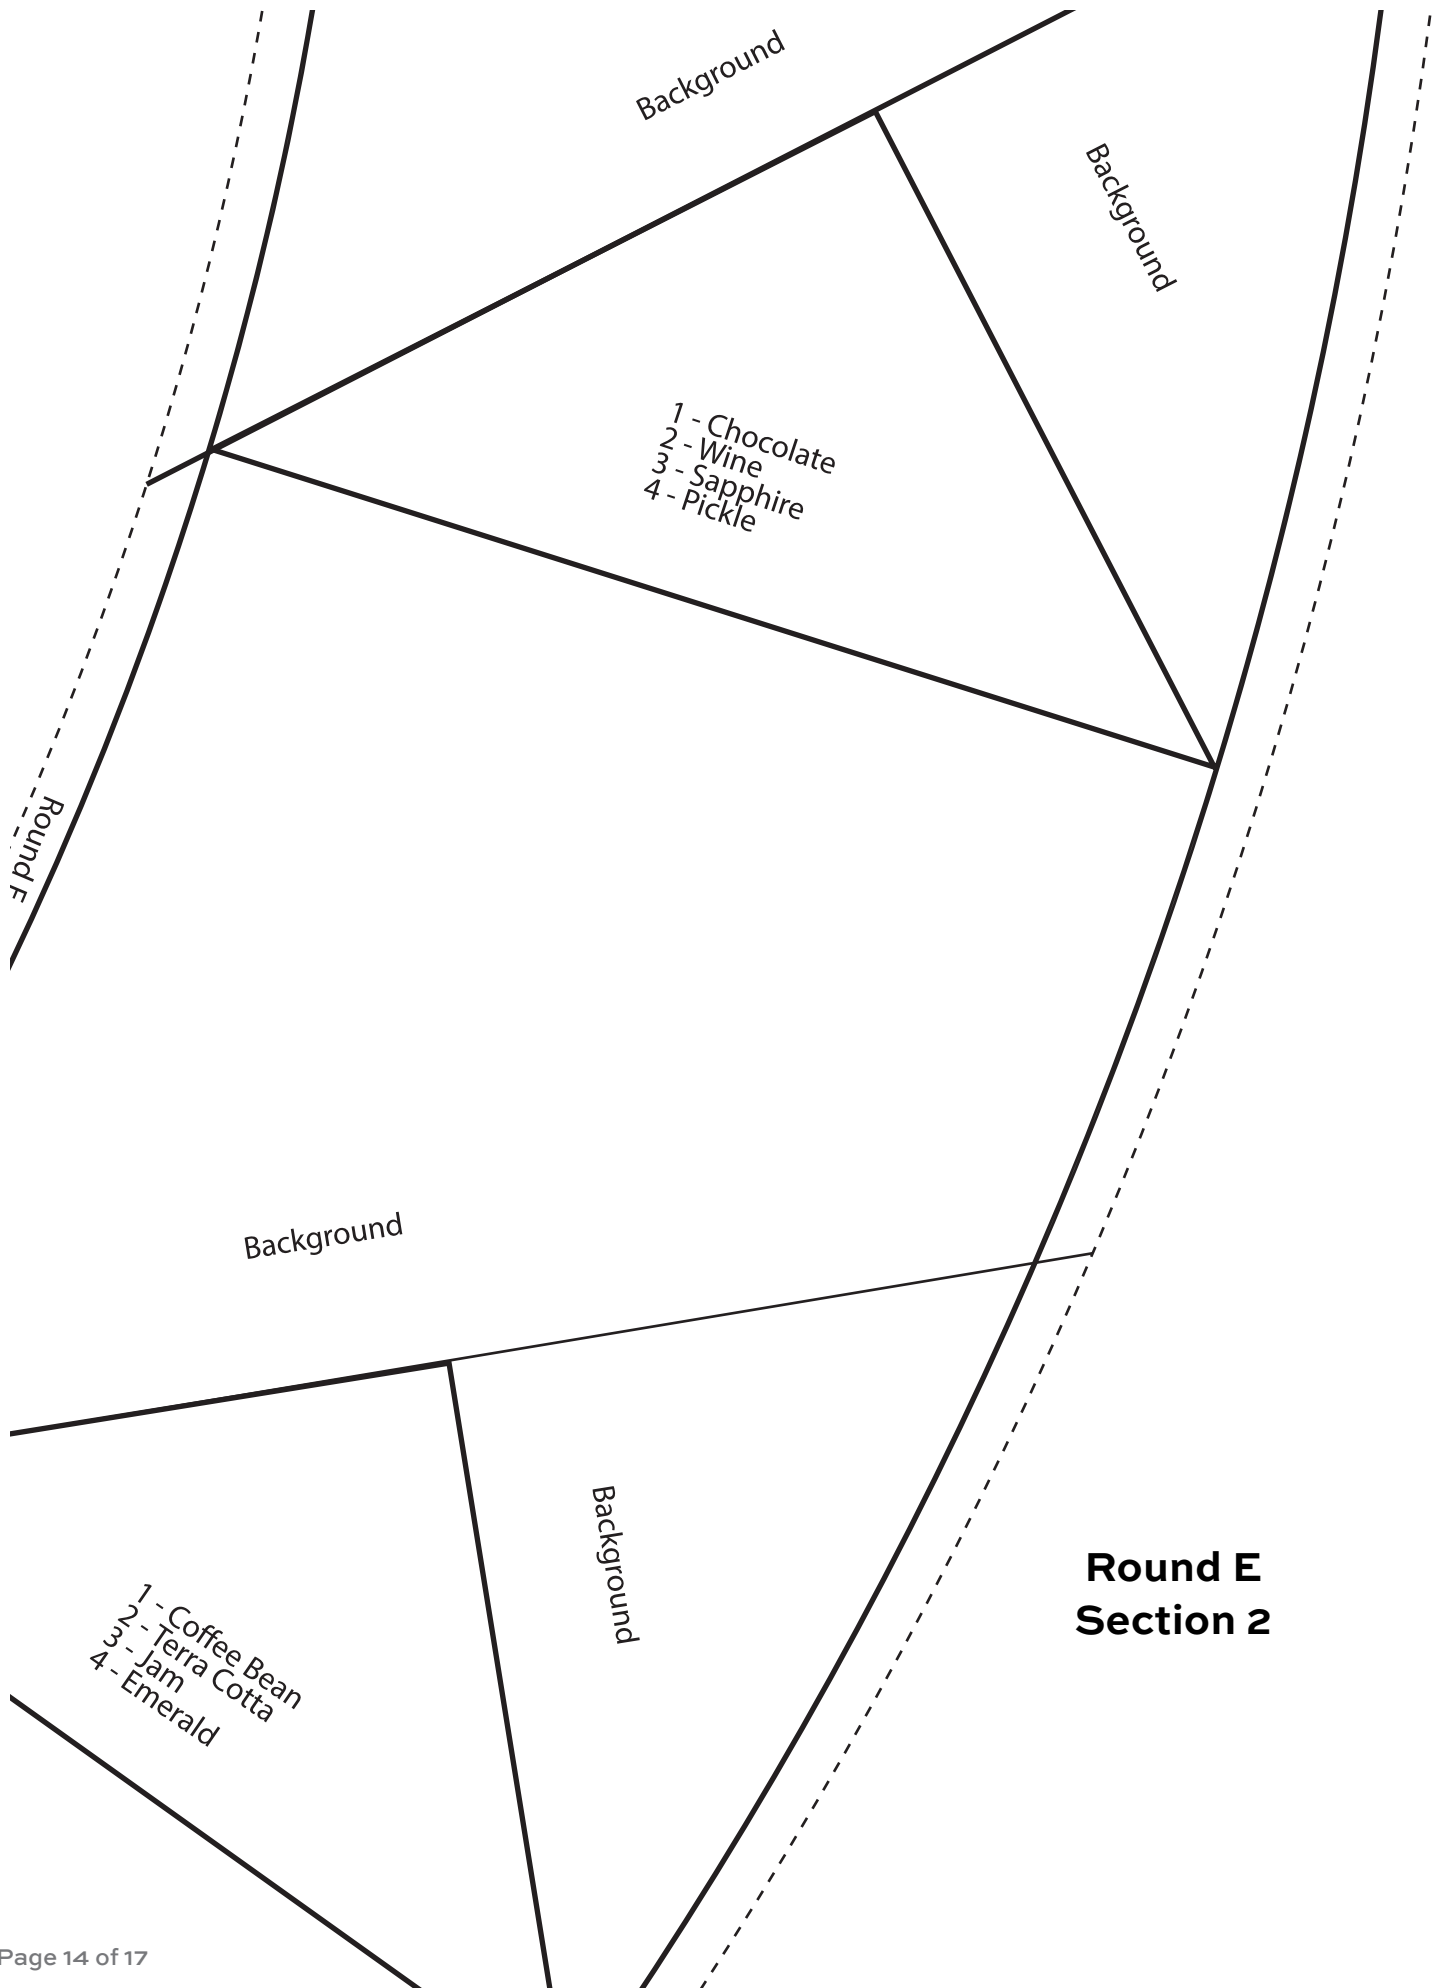 Background
Background
1 - Chocolate
2 - Wine
3 - Sapphire
4 - Pickle
Round
Background
Background
1 - Coffee Bean
2 - Terra Cotta
3 - Jam
4 - Emerald
Round E
Section 2
Page 14 of 17